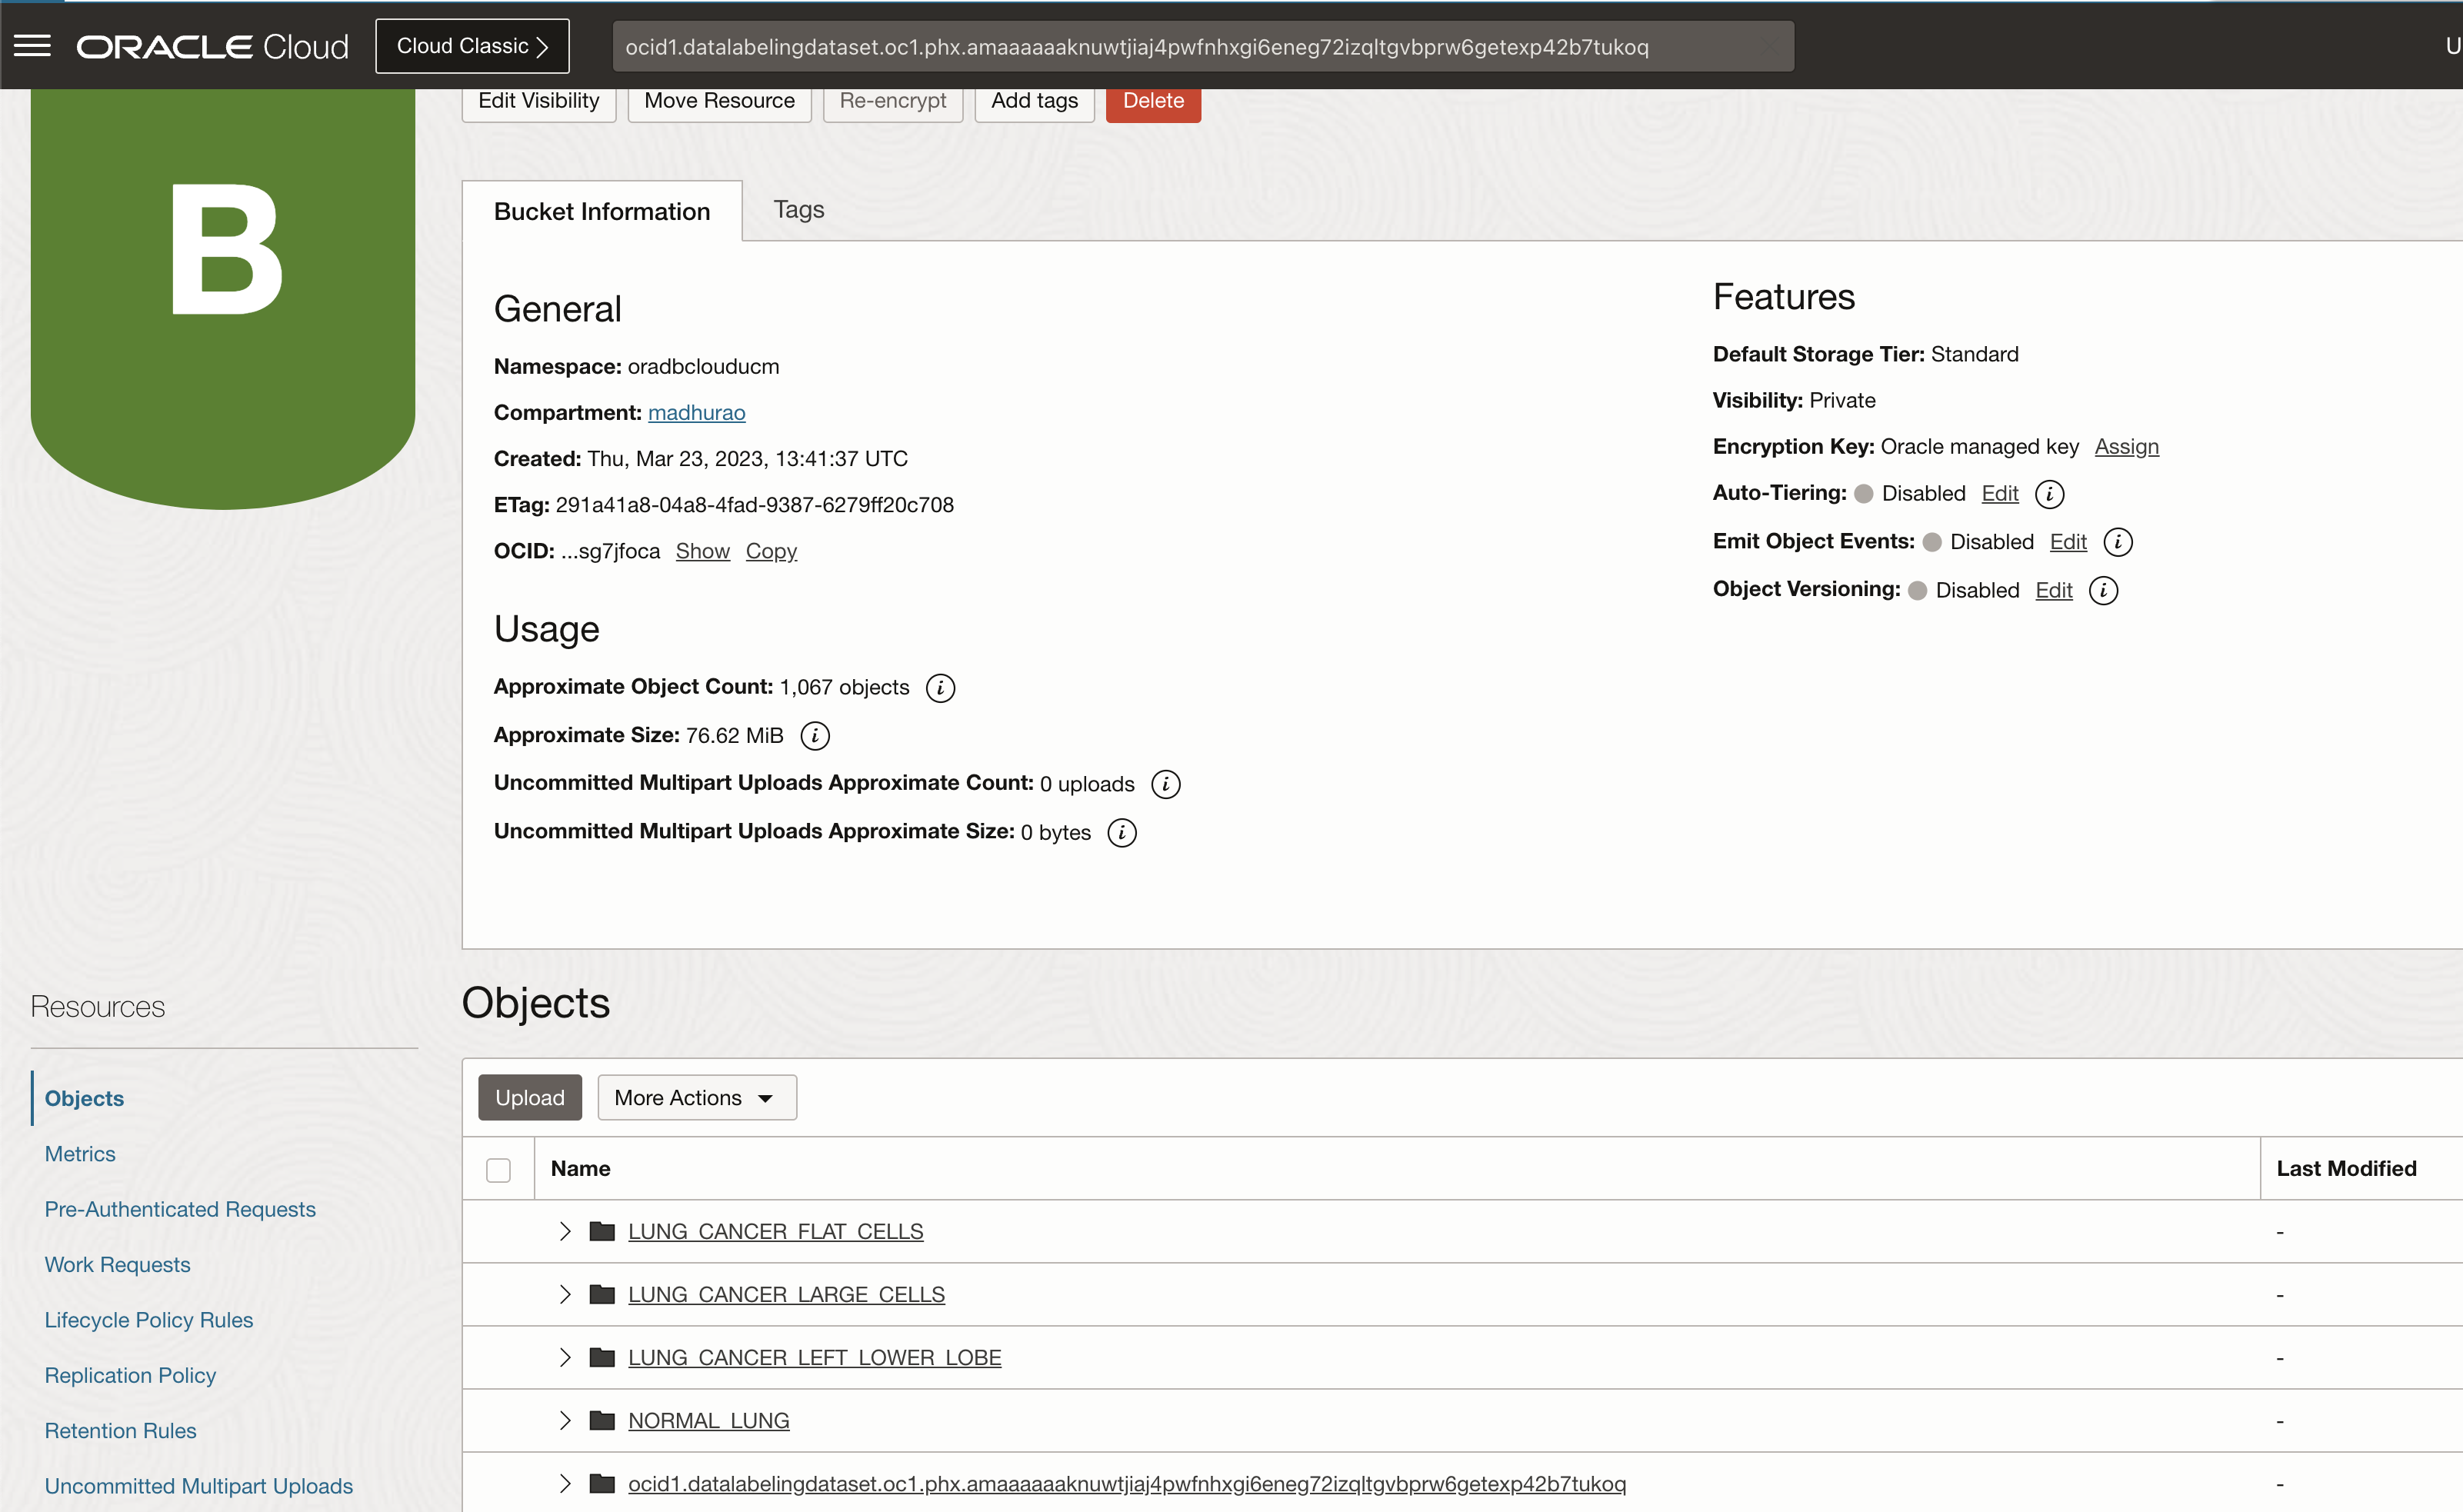 ORACLE Cloud
Cloud Classic
ocid1.datalabelingdataset.oc1.phx.amaaaaaaknuwtjiaj4pwfnhxgi6eneg72izqltgvbprw6getexp42b7tukoq
Edit Visibility
Move Resource
Re-encrypt
Add tags
Delete
B
Bucket Information
Tags
General
Namespace: oradbclouducm
Compartment: madhurao
Created: Thu, Mar 23, 2023, 13:41:37 UTC
ETag: 291a41a8-04a8-4fad-9387-6279ff20c708
OCID: ...sg7jfoca Show Copy
Usage
Approximate Object Count: 1,067 objects
Approximate Size: 76.62 MiB
Uncommitted Multipart Uploads Approximate Count: 0 uploads
Uncommitted Multipart Uploads Approximate Size: 0 bytes
Features
Default Storage Tier: Standard
Visibility: Private
Encryption Key: Oracle managed key Assign
Auto-Tiering: Disabled Edit
Emit Object Events: Disabled Edit
Object Versioning: Disabled Edit
Resources
Objects
Metrics
Pre-Authenticated Requests
Work Requests
Lifecycle Policy Rules
Replication Policy
Retention Rules
Uncommitted Multipart Uploads
Objects
Upload
More Actions
Name
Last Modified
LUNG_CANCER_FLAT_CELLS -
LUNG_CANCER_LARGE_CELLS -
LUNG_CANCER_LEFT_LOWER_LOBE -
NORMAL_LUNG -
ocid1.datalabelingdataset.oc1.phx.amaaaaaaknuwtjiaj4pwfnhxgi6eneg72izqltgvbprw6getexp42b7tukoq -